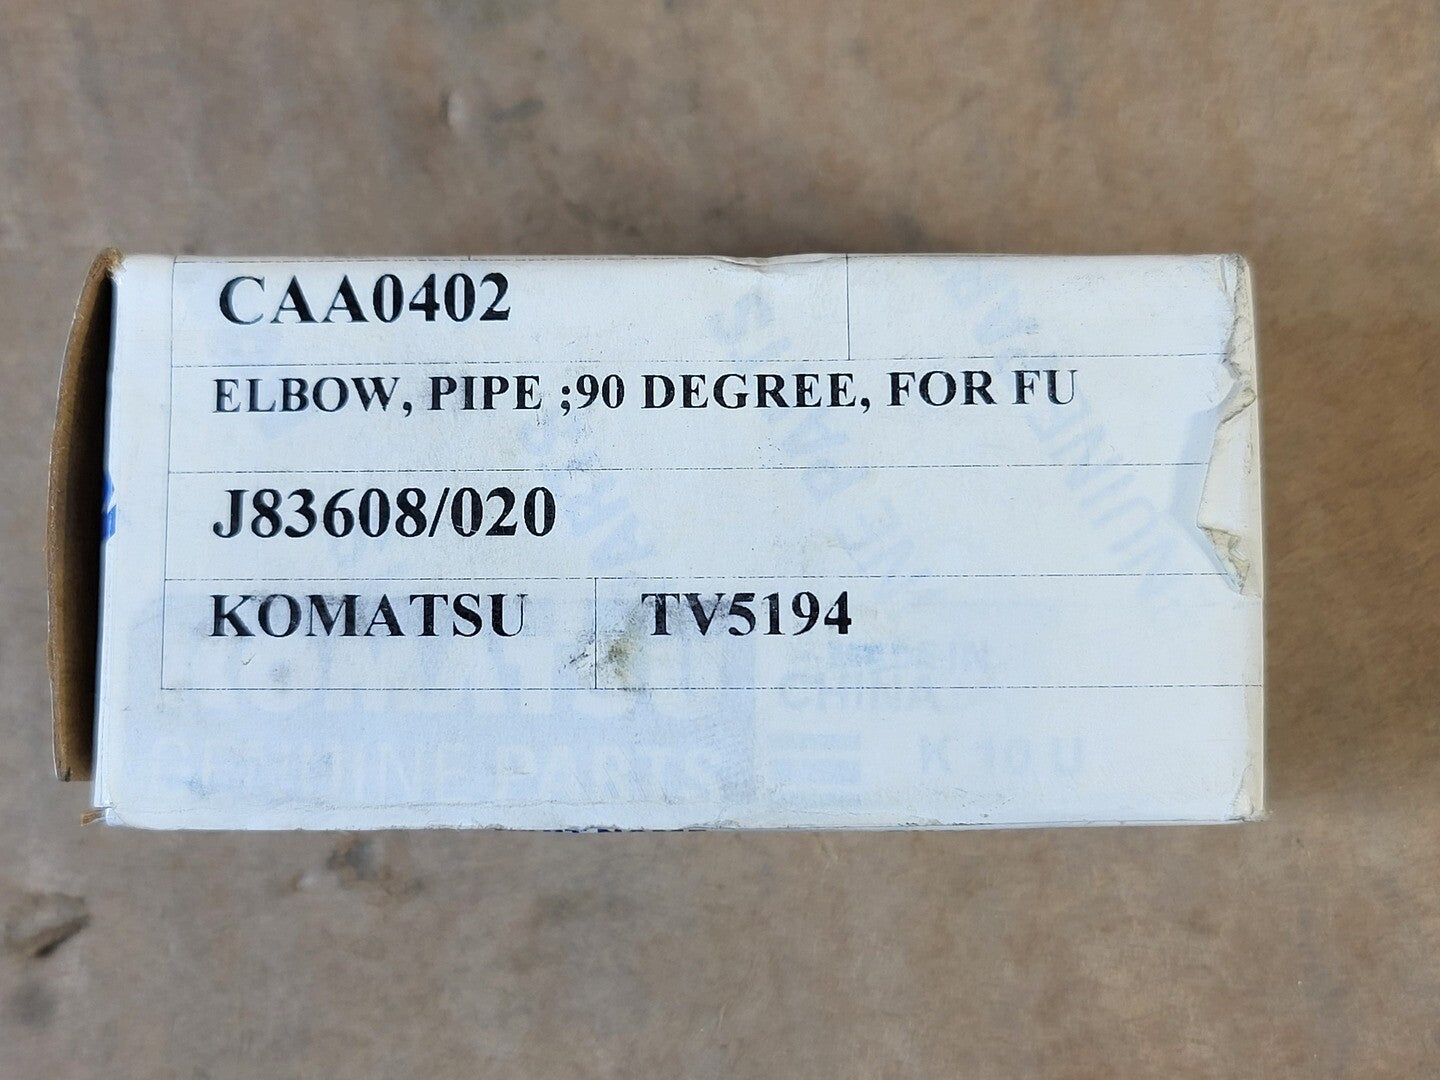 CAA0402
ELBOW, PIPE ;90 DEGREE, FOR FU
J83608/020
KOMATSU TV5194